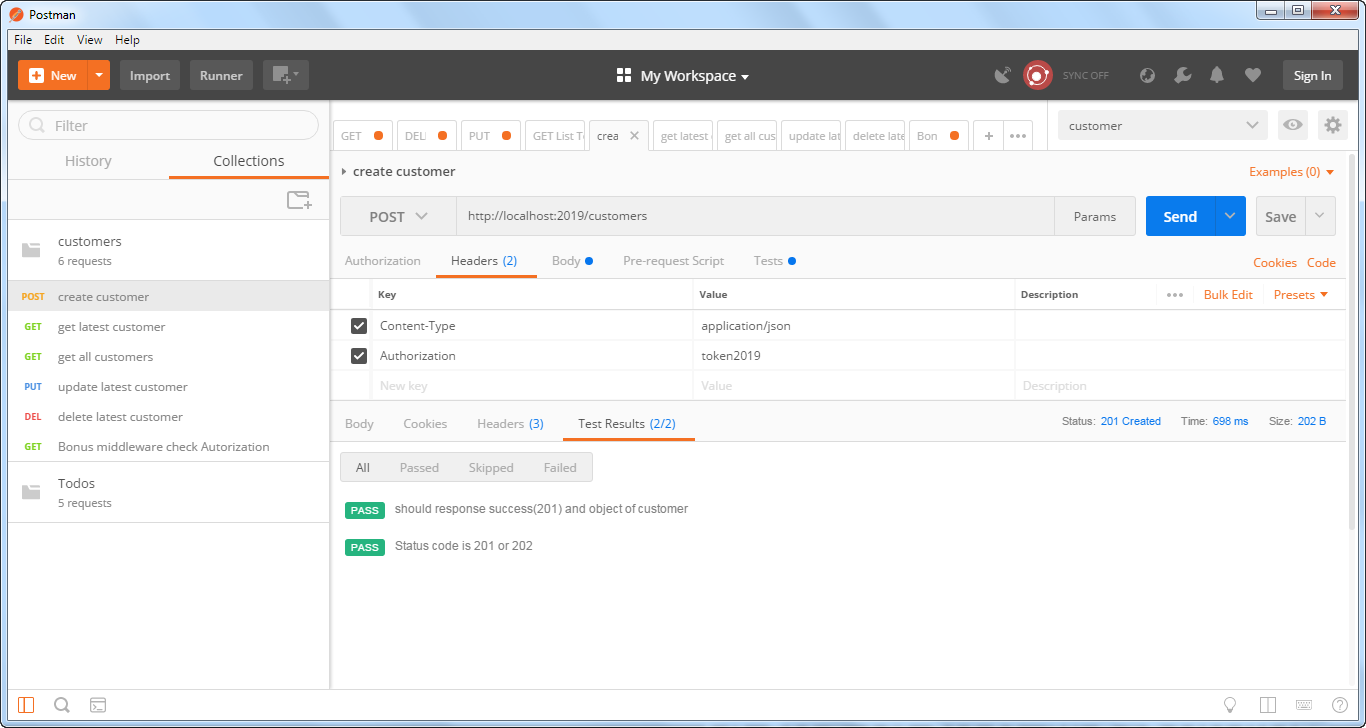 Postman
File Edit View Help
New Import Runner My Workspace SYNC OFF Sign In
Filter
History Collections
customers
6 requests
POST create customer
GET get latest customer
GET get all customers
PUT update latest customer
DEL delete latest customer
GET Bonus middleware check Autorization
Todos
5 requests
GET DEL PUT GET List T crea get latest get all cus update lat delete late Bon
customer
create customer Examples (0)
POST http://localhost:2019/customers Params Send Save
Authorization Headers (2) Body Pre-request Script Tests Cookies Code
Key Value Description Bulk Edit Presets
Content-Type application/json
Authorization token2019
New key Value Description
Body Cookies Headers (3) Test Results (2/2) Status: 201 Created Time: 698 ms Size: 202 B
All Passed Skipped Failed
PASS should response success(201) and object of customer
PASS Status code is 201 or 202